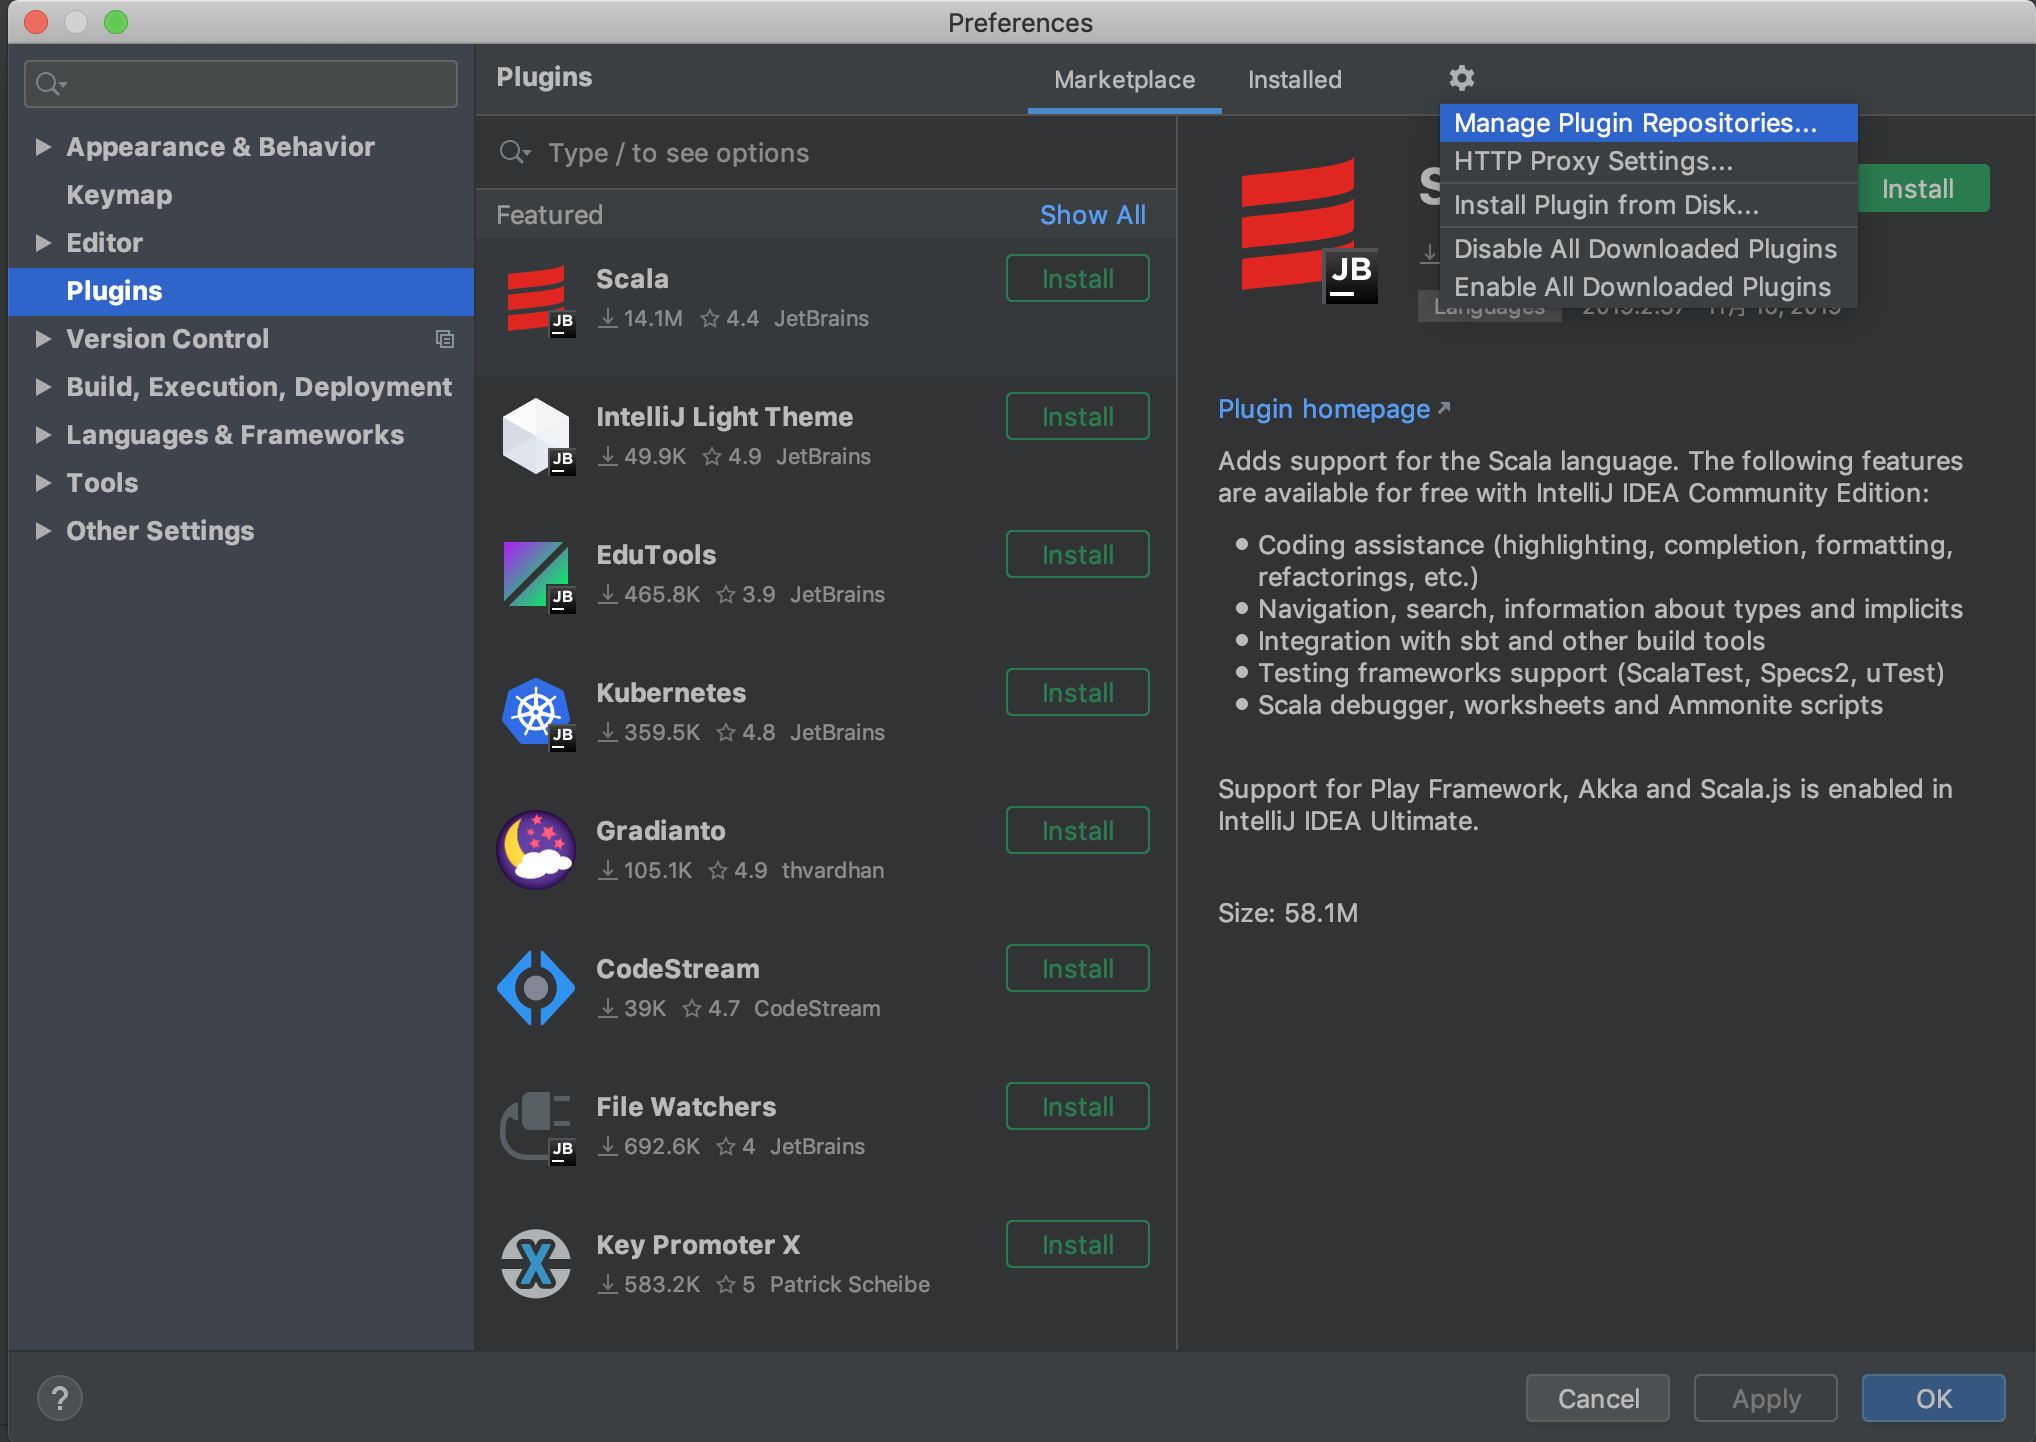 Preferences
Appearance & Behavior
Keymap
Editor
Plugins
Version Control
Build, Execution, Deployment
Languages & Frameworks
Tools
Other Settings
Plugins
Marketplace
Installed
Type / to see options
Featured
Show All
Scala
Install
14.1M 4.4 JetBrains
JB
IntelliJ Light Theme
Install
49.9K 4.9 JetBrains
JB
EduTools
Install
465.8K 3.9 JetBrains
JB
Kubernetes
Install
359.5K 4.8 JetBrains
JB
Gradianto
Install
105.1K 4.9 thvardhan
CodeStream
Install
39K 4.7 CodeStream
File Watchers
Install
692.6K 4 JetBrains
JB
Key Promoter X
Install
583.2K 5 Patrick Scheibe
X
Manage Plugin Repositories...
HTTP Proxy Settings...
Install Plugin from Disk...
Disable All Downloaded Plugins
Enable All Downloaded Plugins
JB
Install
Languages
Plugin homepage
Adds support for the Scala language. The following features
are available for free with IntelliJ IDEA Community Edition:
• Coding assistance (highlighting, completion, formatting,
refactorings, etc.)
• Navigation, search, information about types and implicits
• Integration with sbt and other build tools
• Testing frameworks support (ScalaTest, Specs2, uTest)
• Scala debugger, worksheets and Ammonite scripts
Support for Play Framework, Akka and Scala.js is enabled in
IntelliJ IDEA Ultimate.
Size: 58.1M
?
Cancel
Apply
OK